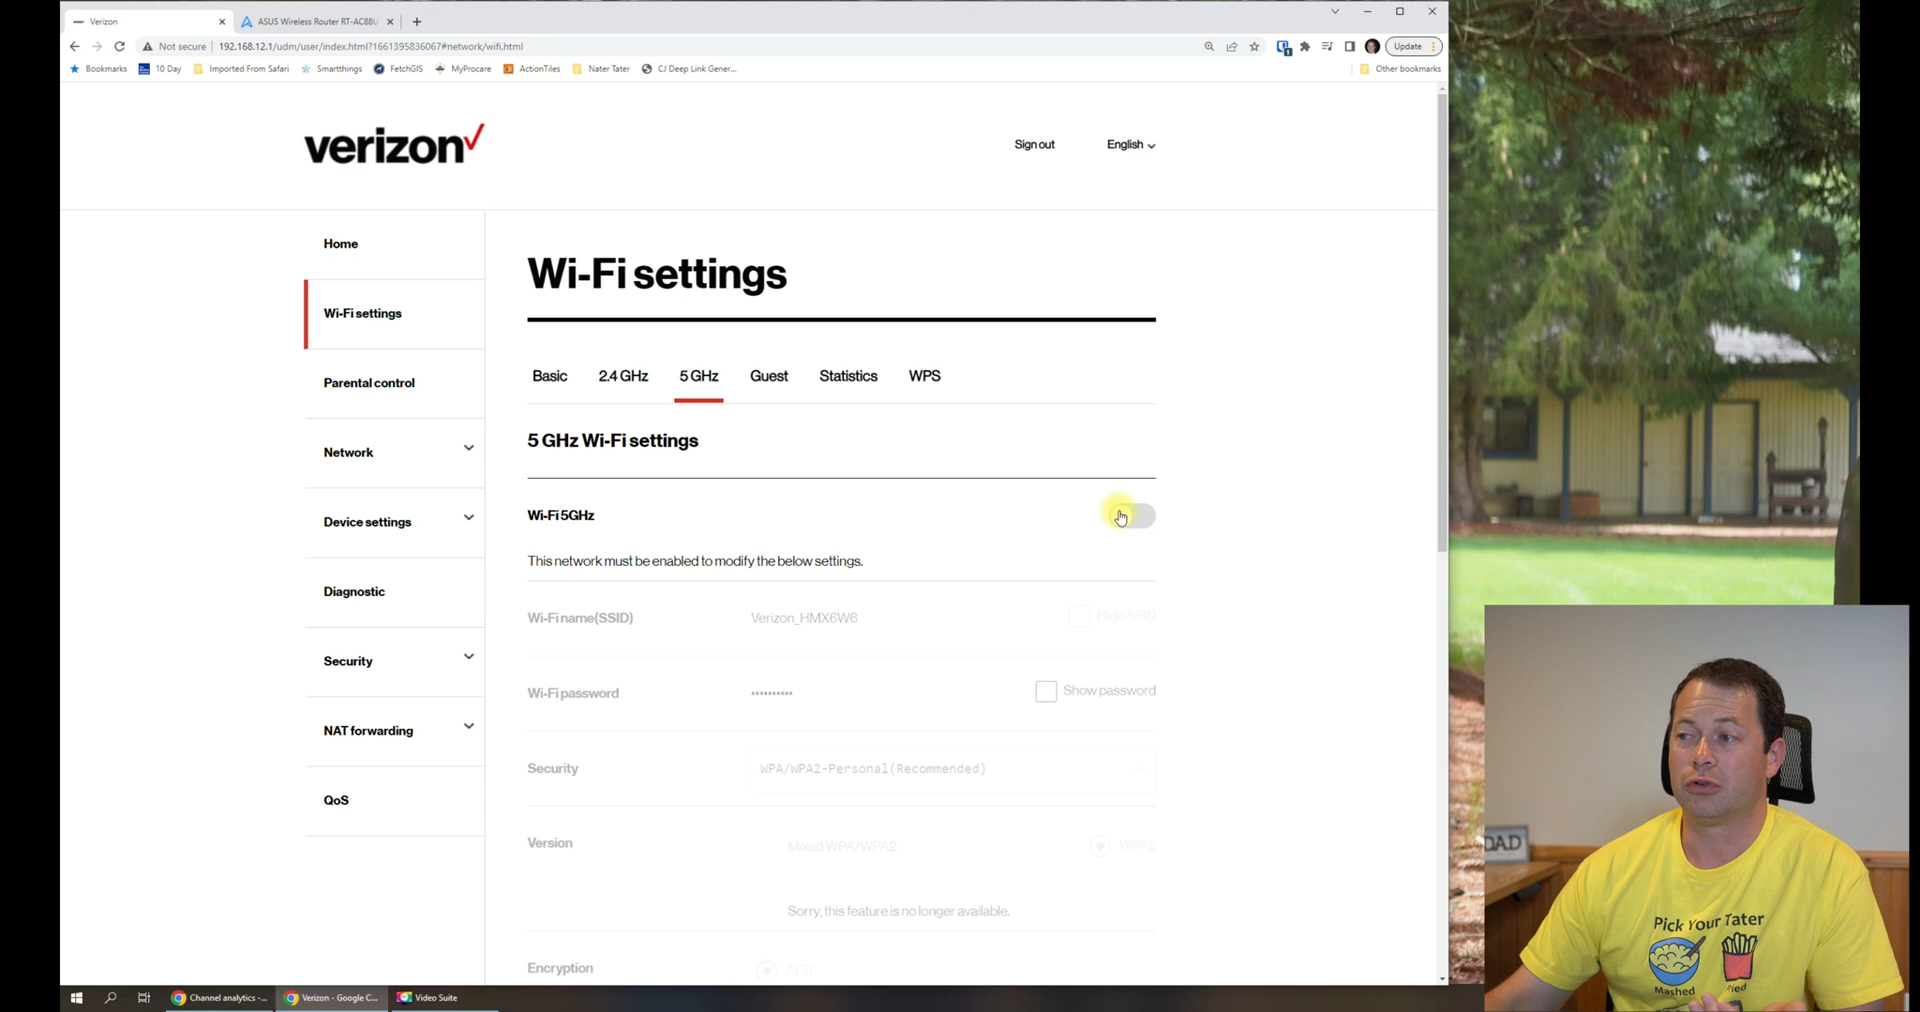 Verizon
ASUS Wireless Router RT-AC88U
Not secure
192.168.12.1/udm/user/index.html?1661395836067#network/wifi.html
Update
Bookmarks
10 Day
Imported From Safari
Smartthings
FetchGIS
MyProcare
ActionTiles
Nater Tater
CJ Deep Link Gener...
Other bookmarks
verizon
Sign out
English
Home
Wi-Fi settings
Parental control
Network
Device settings
Diagnostic
Security
NAT forwarding
QoS
Wi-Fi settings
Basic
2.4 GHz
5 GHz
Guest
Statistics
WPS
5 GHz Wi-Fi settings
Wi-Fi 5GHz
This network must be enabled to modify the below settings.
Wi-Fi name(SSID)
Verizon_HMX6W6
Hide SSID
Wi-Fi password
••••••••••
Show password
Security
WPA/WPA2-Personal(Recommended)
Version
Mixed WPA/WPA2
WPA2
Sorry, this feature is no longer available.
Encryption
AES
Channel analytics -...
Verizon - Google C...
Video Suite
DAD
Pick Your Tater
Mashed